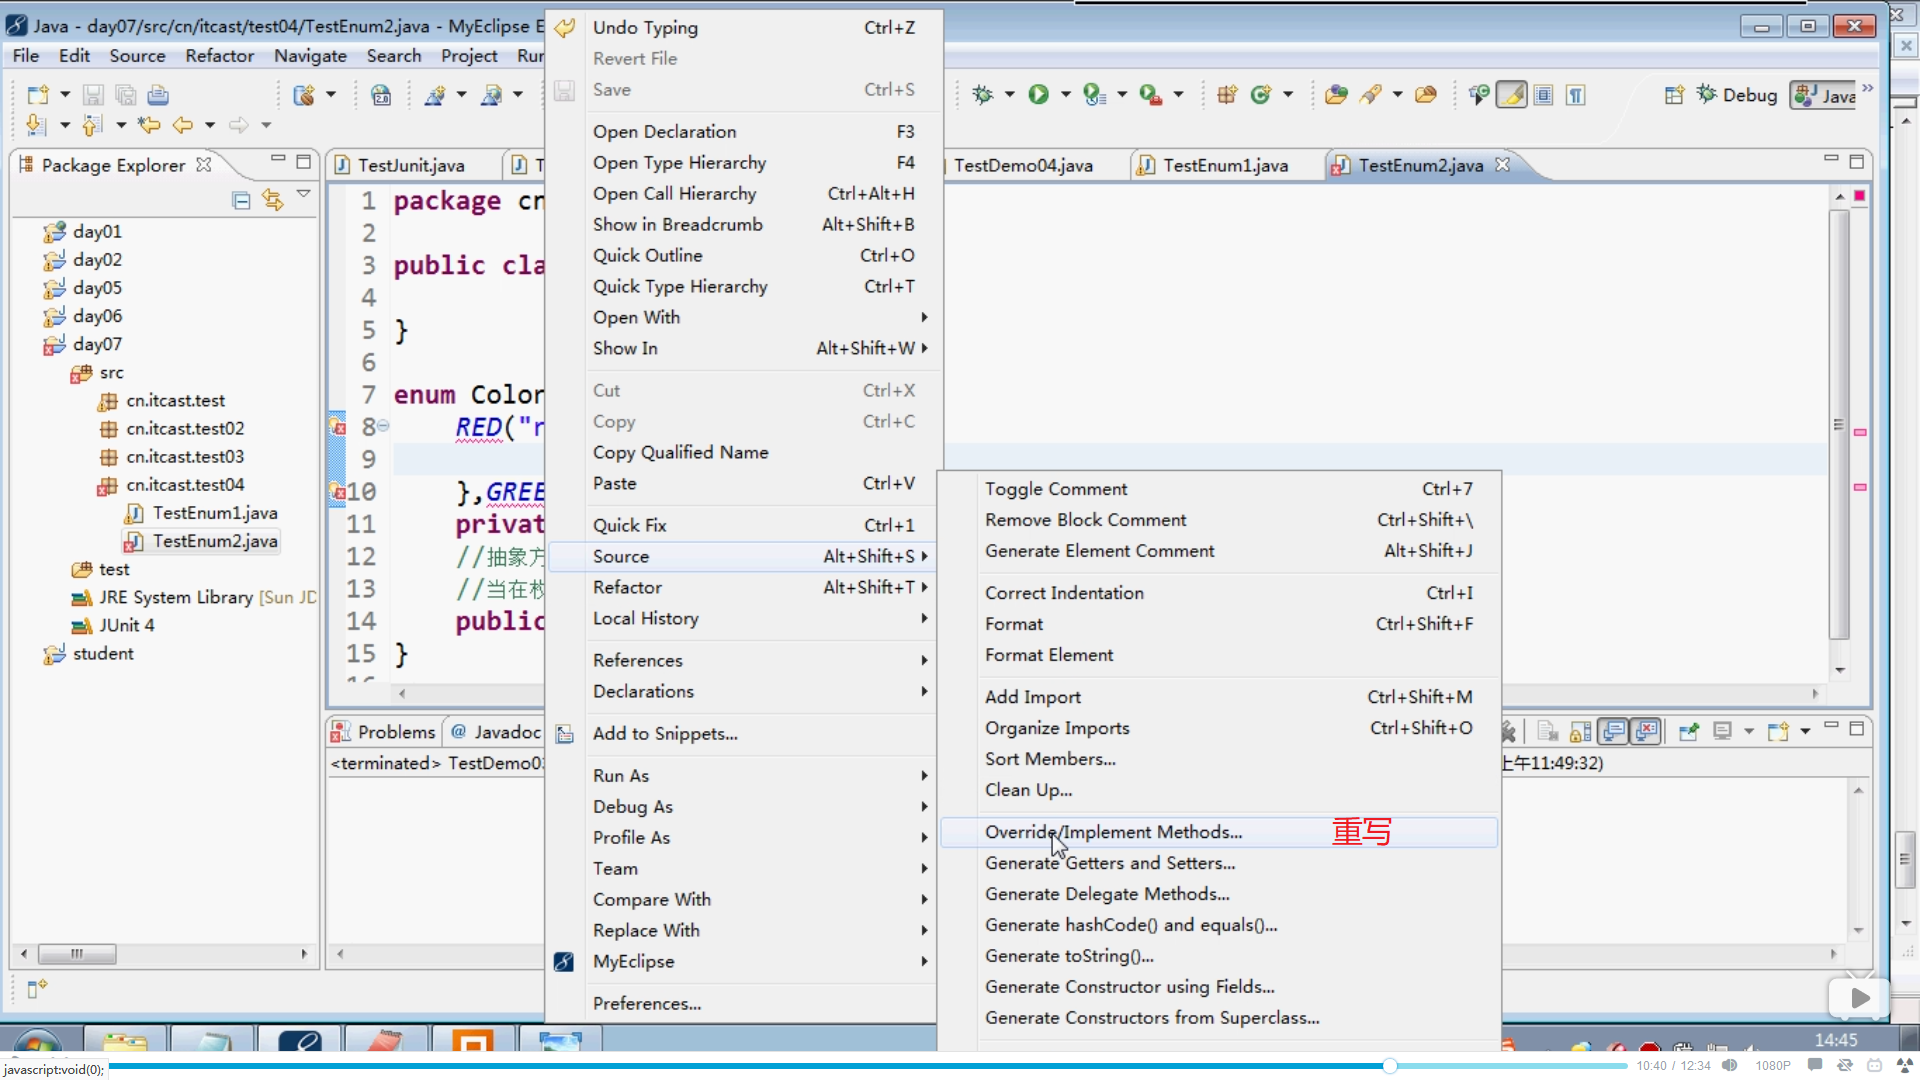 Java - day07/src/cn/itcast/test04/TestEnum2.java - MyEclipse E
File Edit Source Refactor Navigate Search Project Ru
Debug Java
Package Explorer
day01
day02
day05
day06
day07
src
cn.itcast.test
cn.itcast.test02
cn.itcast.test03
cn.itcast.test04
TestEnum1.java
TestEnum2.java
test
JRE System Library [Sun JD
JUnit 4
student
TestJunit.java T TestDemo04.java TestEnum1.java TestEnum2.java
1 package cn
2
3 public cla
4
5 }
6
7 enum Color
8 RED("r
9
10 },GREE
11 privat
12 //抽象方
13 //当在枚
14 public
15 }
Problems @ Javadoc
<terminated> TestDemo0 上午11:49:32)
Undo Typing Ctrl+Z
Revert File
Save Ctrl+S
Open Declaration F3
Open Type Hierarchy F4
Open Call Hierarchy Ctrl+Alt+H
Show in Breadcrumb Alt+Shift+B
Quick Outline Ctrl+O
Quick Type Hierarchy Ctrl+T
Open With
Show In Alt+Shift+W
Cut Ctrl+X
Copy Ctrl+C
Copy Qualified Name
Paste Ctrl+V
Quick Fix Ctrl+1
Source Alt+Shift+S
Refactor Alt+Shift+T
Local History
References
Declarations
Add to Snippets...
Run As
Debug As
Profile As
Team
Compare With
Replace With
MyEclipse
Preferences...
Toggle Comment Ctrl+7
Remove Block Comment Ctrl+Shift+\
Generate Element Comment Alt+Shift+J
Correct Indentation Ctrl+I
Format Ctrl+Shift+F
Format Element
Add Import Ctrl+Shift+M
Organize Imports Ctrl+Shift+O
Sort Members...
Clean Up...
Override/Implement Methods... 重写
Generate Getters and Setters...
Generate Delegate Methods...
Generate hashCode() and equals()...
Generate toString()...
Generate Constructor using Fields...
Generate Constructors from Superclass...
14:45
javascript:void(0);
10:40 / 12:34 1080P